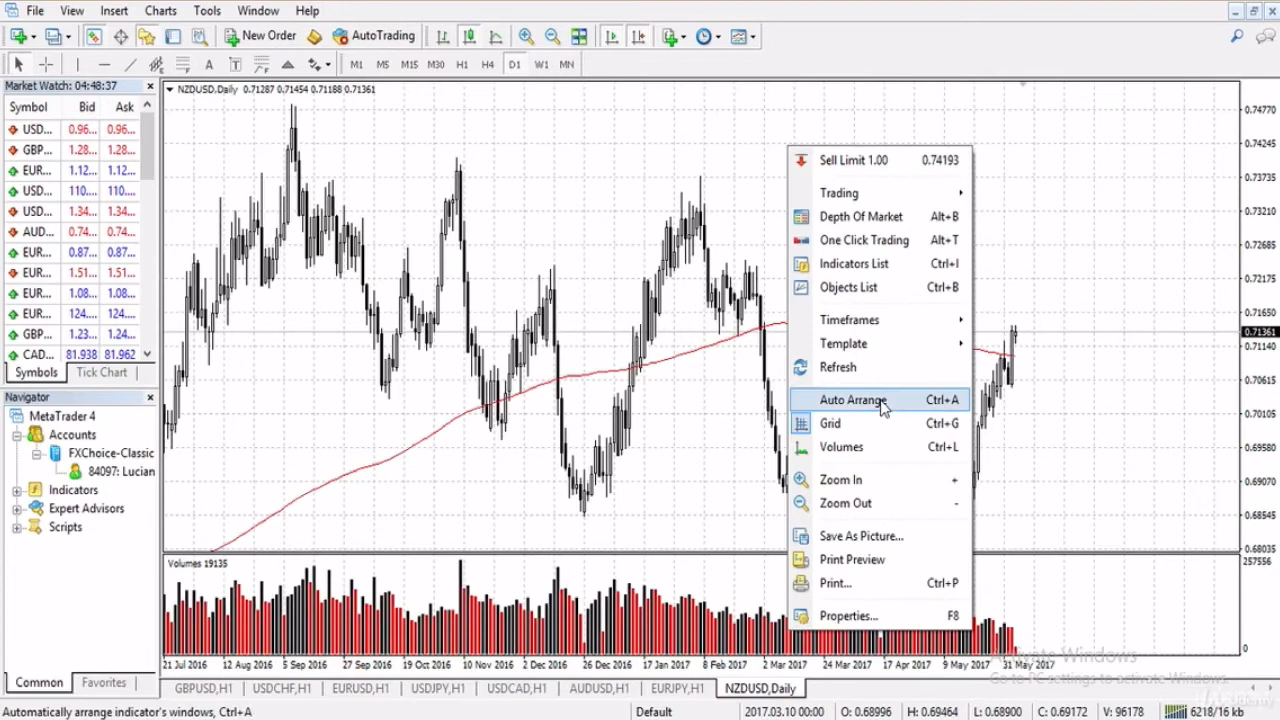 File View Insert Charts Tools Window Help
New Order AutoTrading
A T M1 M5 M15 M30 H1 H4 D1 W1 MN
Market Watch: 04:48:37
Symbol Bid Ask
USD... 0.96... 0.96...
GBP... 1.28... 1.28...
EUR... 1.12... 1.12...
USD... 110.... 110....
USD... 1.34... 1.34...
AUD... 0.74... 0.74...
EUR... 0.87... 0.87...
EUR... 1.51... 1.51...
EUR... 1.08... 1.08...
EUR... 124.... 124....
GBP... 1.23... 1.23...
CAD... 81.938 81.962
Symbols Tick Chart
Navigator
MetaTrader 4
Accounts
FXChoice-Classic
84097: Lucian
Indicators
Expert Advisors
Scripts
Common Favorites
NZDUSD,Daily 0.71287 0.71454 0.71188 0.71361
0.74770
0.74245
0.73735
0.73210
0.72685
0.72175
0.71650
0.71361
0.71140
0.70615
0.70105
0.69580
0.69070
0.68545
0.68035
Sell Limit 1.00 0.74193
Trading
Depth Of Market Alt+B
One Click Trading Alt+T
Indicators List Ctrl+I
Objects List Ctrl+B
Timeframes
Template
Refresh
Auto Arrange Ctrl+A
Grid Ctrl+G
Volumes Ctrl+L
Zoom In +
Zoom Out -
Save As Picture...
Print Preview
Print... Ctrl+P
Properties... F8
Volumes 19135
257556
0
21 Jul 2016 12 Aug 2016 5 Sep 2016 27 Sep 2016 19 Oct 2016 10 Nov 2016 2 Dec 2016 26 Dec 2016 17 Jan 2017 8 Feb 2017 2 Mar 2017 24 Mar 2017 17 Apr 2017 9 May 2017 31 May 2017
Activate Windows
Go to PC settings to activate Windows.
GBPUSD,H1 USDCHF,H1 EURUSD,H1 USDJPY,H1 USDCAD,H1 AUDUSD,H1 EURJPY,H1 NZDUSD,Daily
Udemy
Automatically arrange indicator's windows, Ctrl+A Default 2017.03.10 00:00 O: 0.68996 H: 0.69464 L: 0.68900 C: 0.69172 V: 96178 6218/16 kb